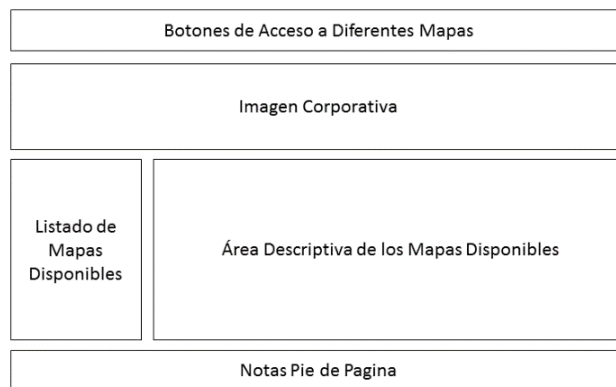 Botones de Acceso a Diferentes Mapas
Imagen Corporativa
Listado de
Mapas
Disponibles
Área Descriptiva de los Mapas Disponibles
Notas Pie de Pagina